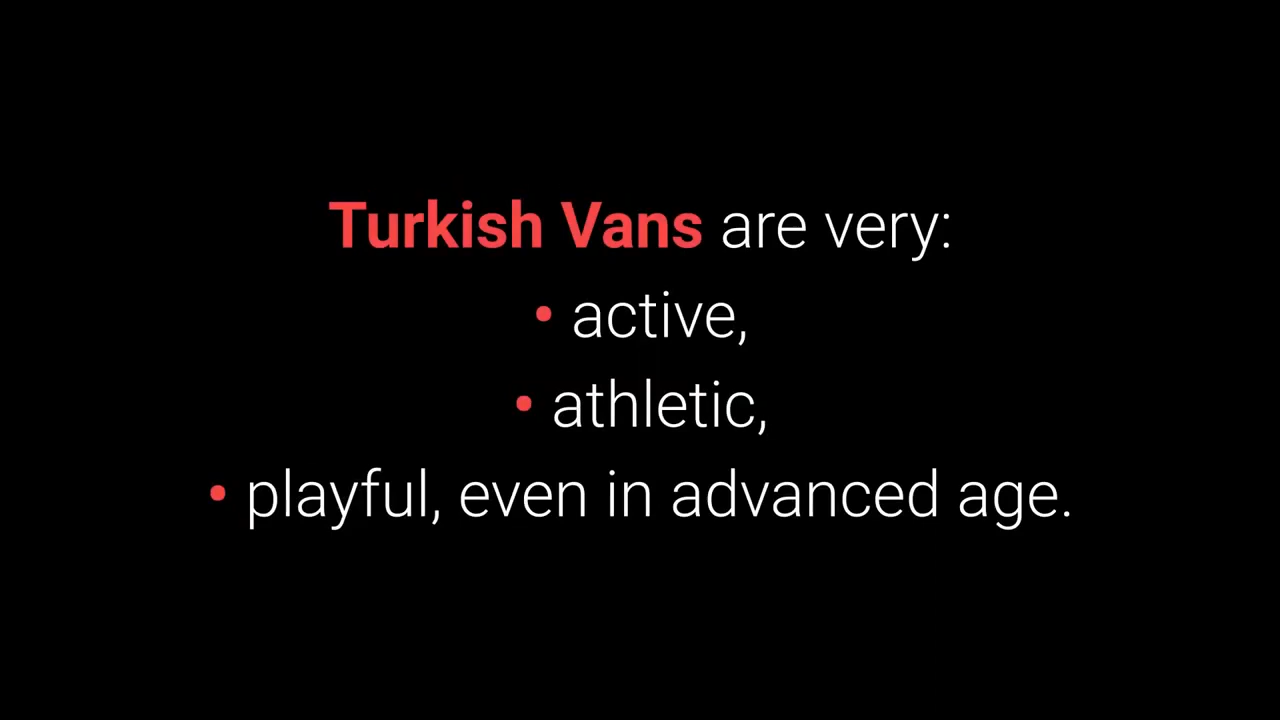 Turkish Vans are very:
• active,
• athletic,
• playful, even in advanced age.